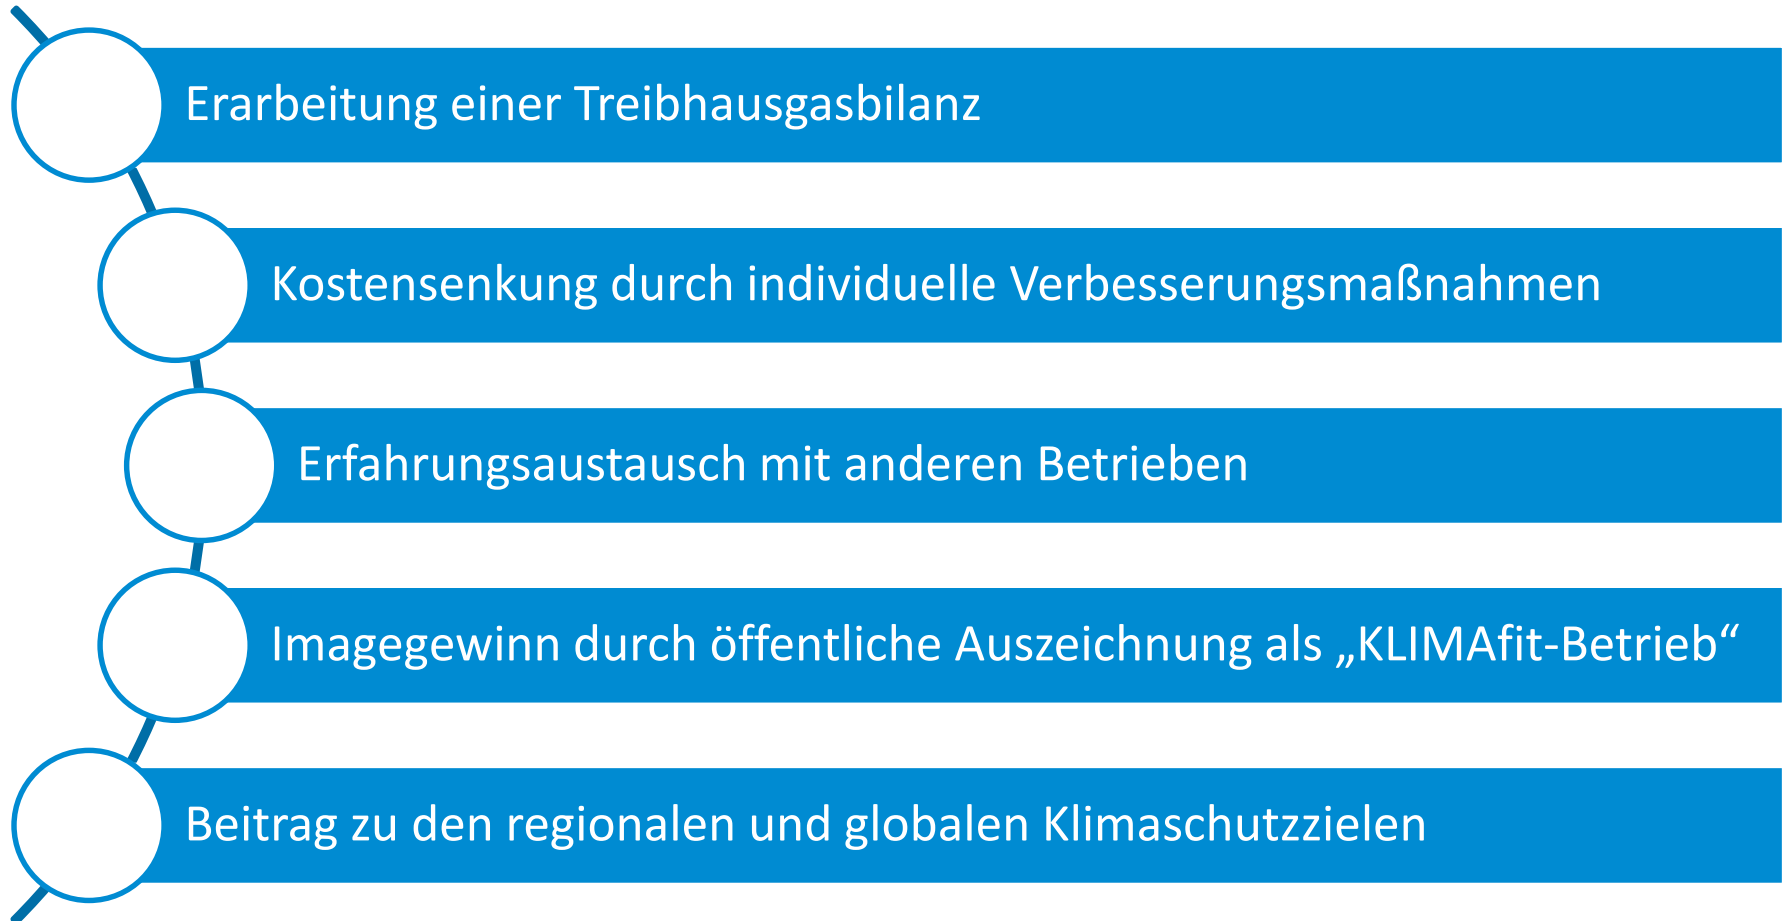 Erarbeitung einer Treibhausgasbilanz
Kostensenkung durch individuelle Verbesserungsmaßnahmen
Erfahrungsaustausch mit anderen Betrieben
Imagegewinn durch öffentliche Auszeichnung als „KLIMAfit-Betrieb“
Beitrag zu den regionalen und globalen Klimaschutzzielen